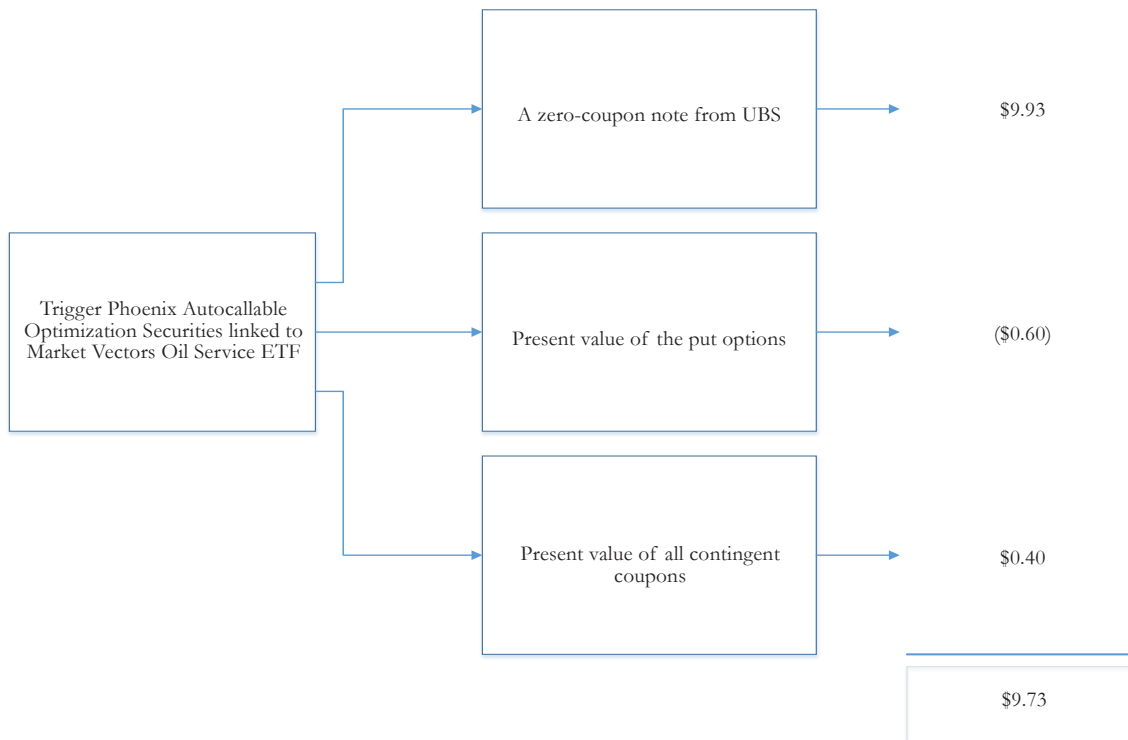 A zero-coupon note from UBS
$9.93
Trigger Phoenix Autocallable
Optimization Securities linked to
Market Vectors Oil Service ETF
Present value of the put options
($0.60)
Present value of all contingent
coupons
$0.40
$9.73